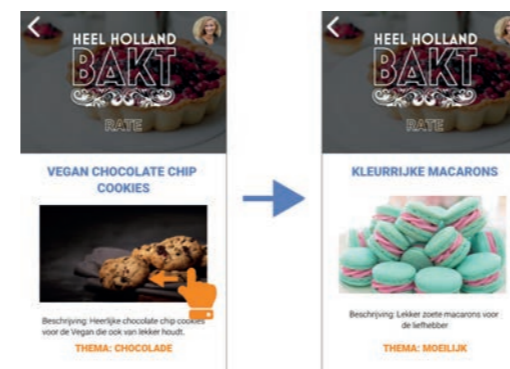 HEEL HOLLAND
BAKT
RATE
VEGAN CHOCOLATE CHIP
COOKIES
Beschrijving: Heerlijke chocolate chip cookies
voor de Vegan die ook van lekker houdt.
THEMA: CHOCOLADE
HEEL HOLLAND
BAKT
RATE
KLEURRIJKE MACARONS
Beschrijving: Lekker zoete macarons voor
de liefhebber
THEMA: MOEILIJK